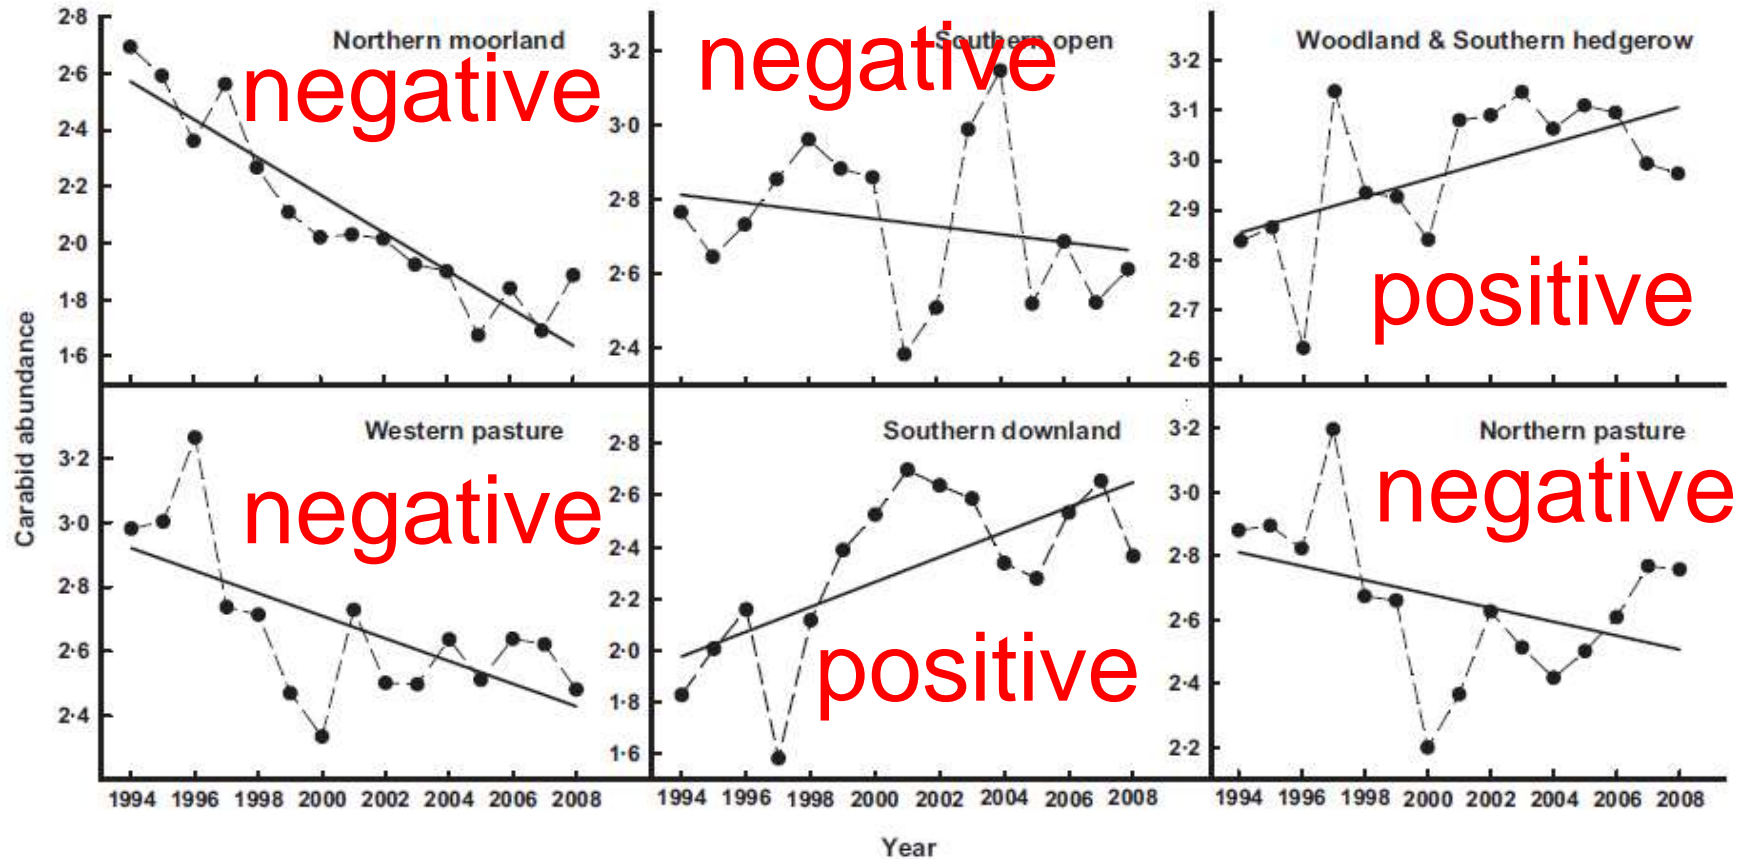 Carabid abundance
Northern moorland
negative
2·8
2·6
2·4
2·2
2·0
1·8
1·6
Southern open
negative
3·2
3·0
2·8
2·6
2·4
Woodland & Southern hedgerow
positive
3·2
3·1
3·0
2·9
2·8
2·7
2·6
Western pasture
negative
3·2
3·0
2·8
2·6
2·4
1994 1996 1998 2000 2002 2004 2006 2008
Southern downland
positive
2·8
2·6
2·4
2·2
2·0
1·8
1·6
1994 1996 1998 2000 2002 2004 2006 2008
Northern pasture
negative
3·2
3·0
2·8
2·6
2·4
2·2
1994 1996 1998 2000 2002 2004 2006 2008
Year